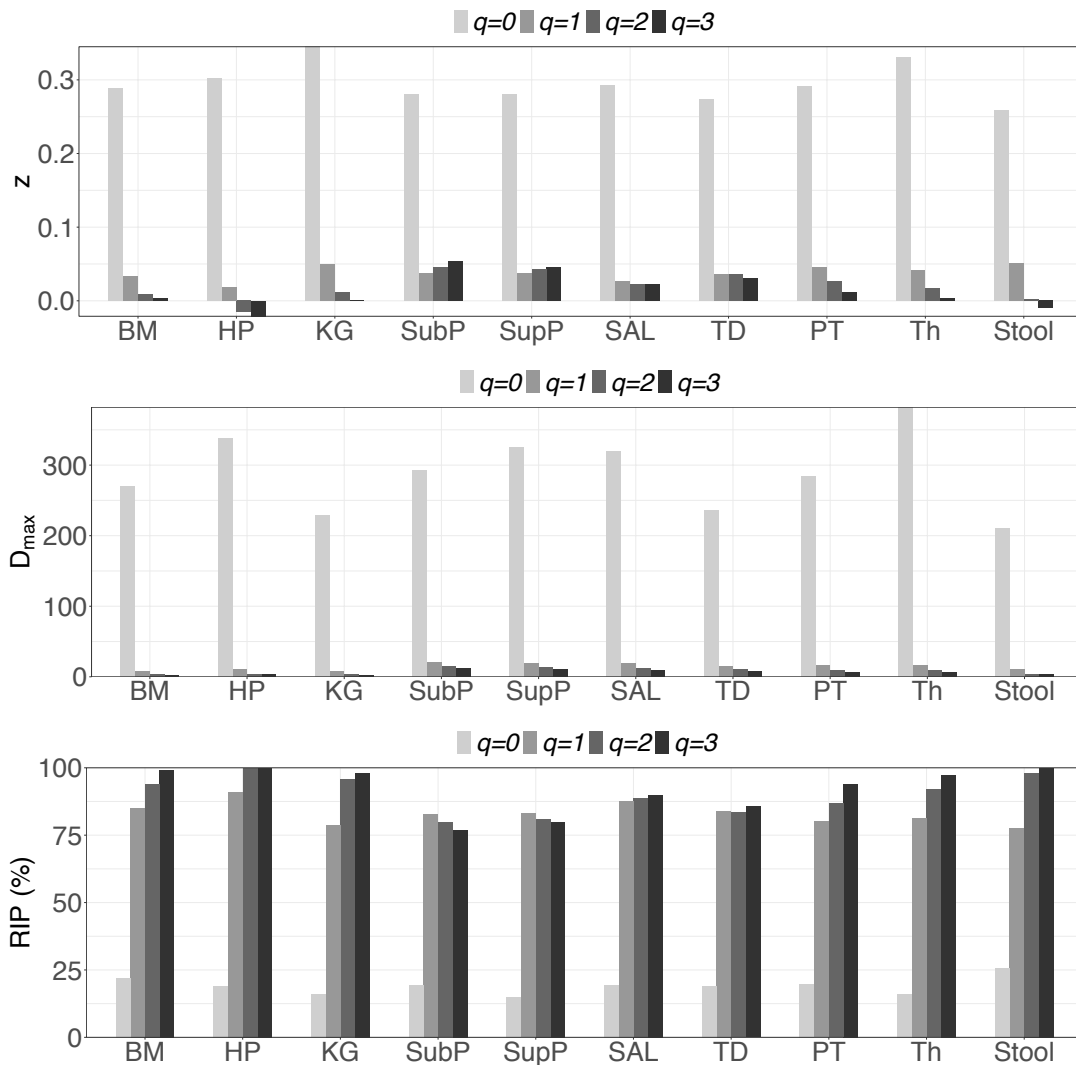 q=0 q=1 q=2 q=3
0.3
0.2
0.1
0.0
z
BM HP KG SubP SupP SAL TD PT Th Stool
q=0 q=1 q=2 q=3
300
200
100
0
Dmax
BM HP KG SubP SupP SAL TD PT Th Stool
q=0 q=1 q=2 q=3
100
75
50
25
0
RIP (%)
BM HP KG SubP SupP SAL TD PT Th Stool